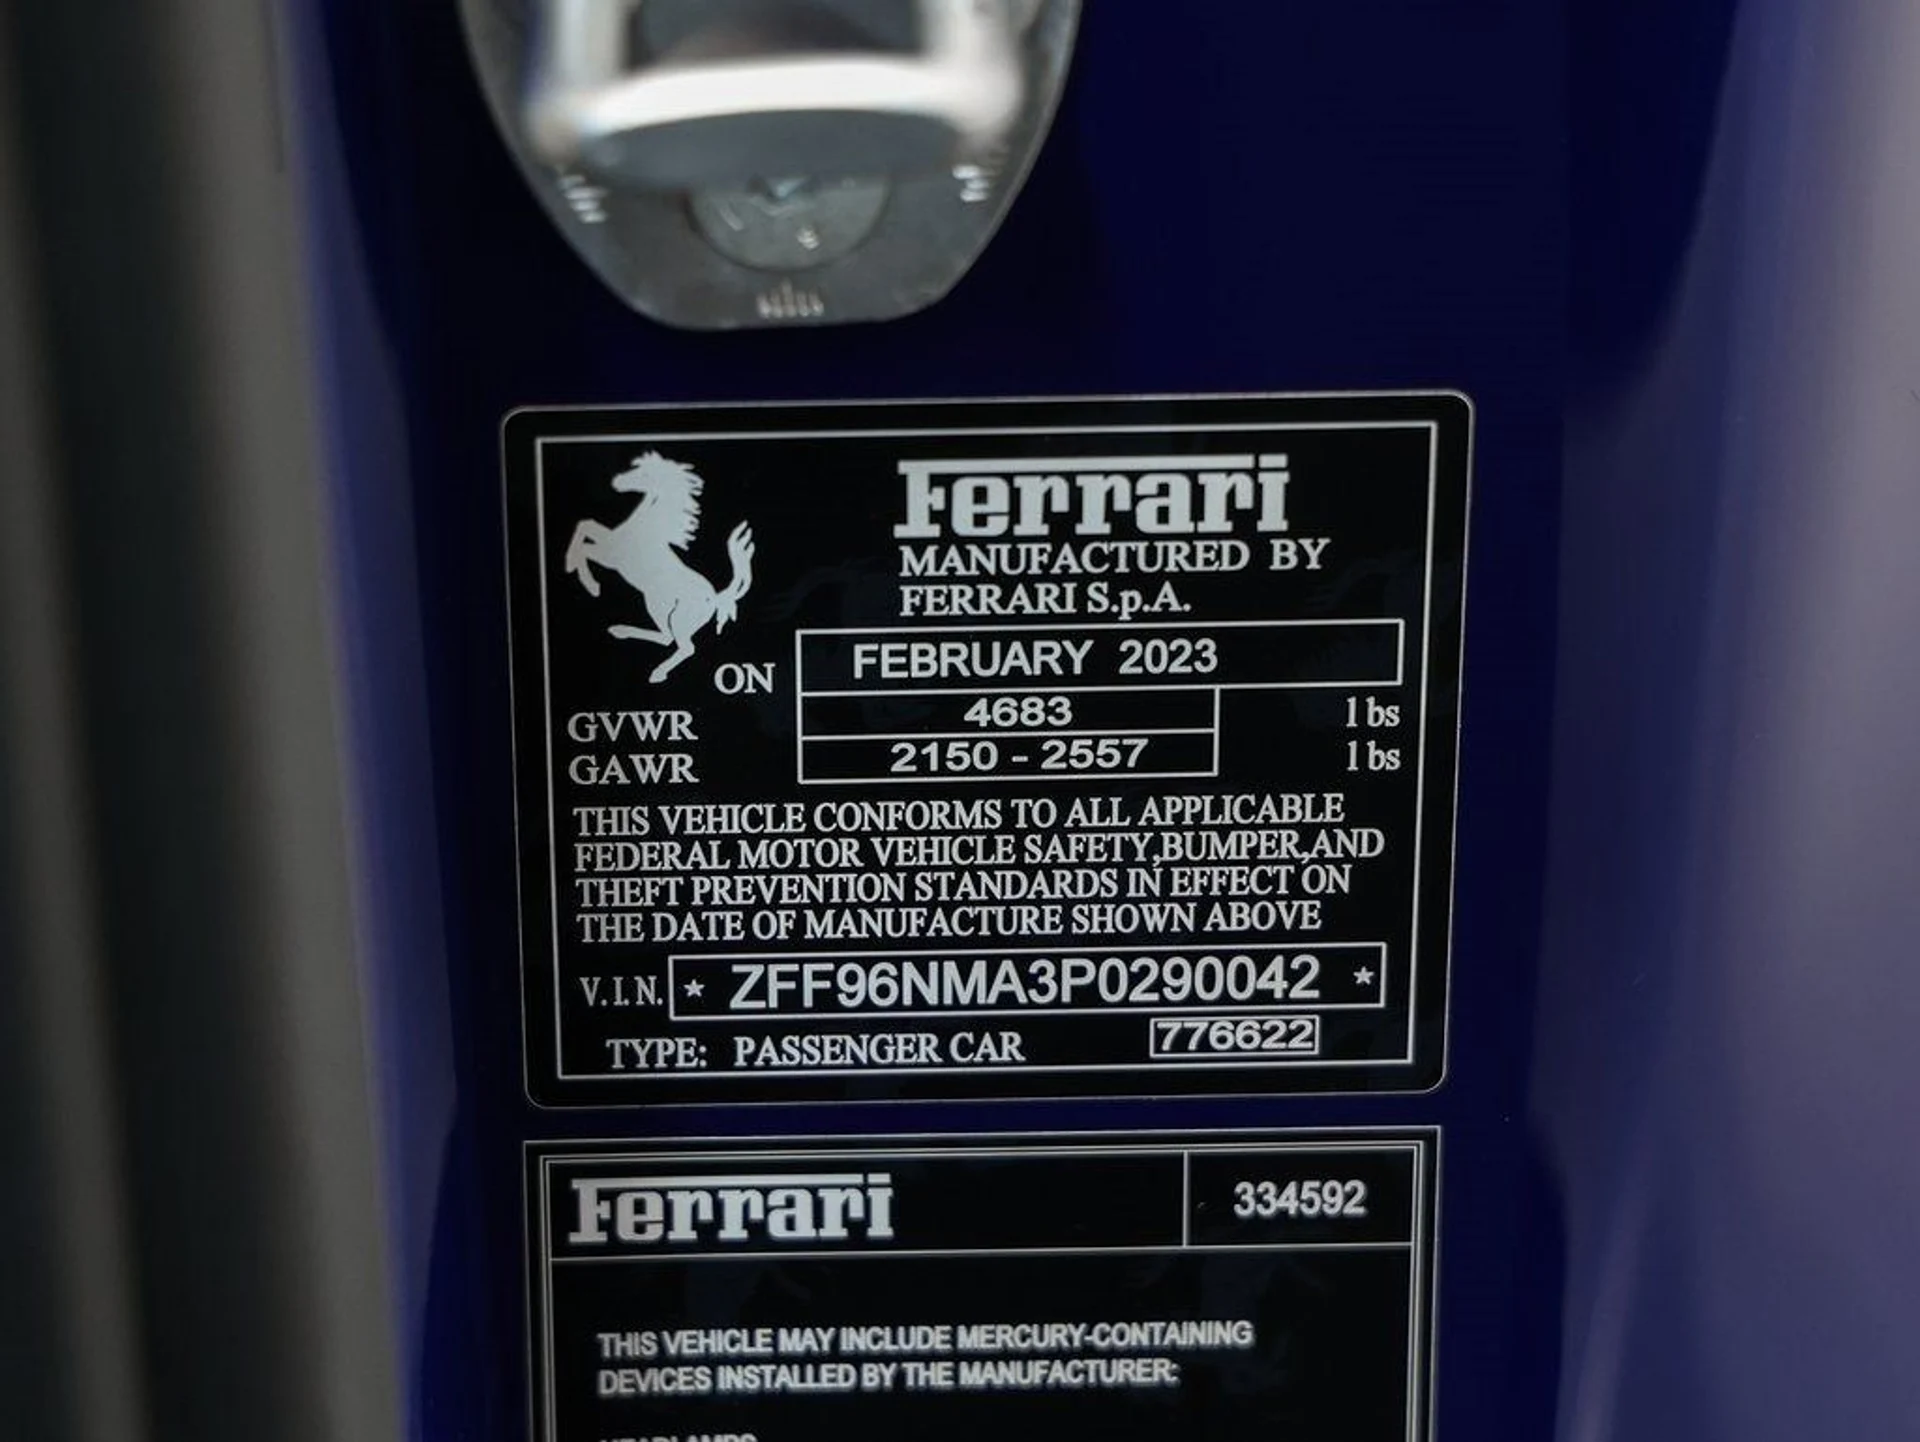 Ferrari
MANUFACTURED BY
FERRARI S.p.A.
ON FEBRUARY 2023
GVWR 4683 lbs
GAWR 2150 - 2557 lbs
THIS VEHICLE CONFORMS TO ALL APPLICABLE
FEDERAL MOTOR VEHICLE SAFETY,BUMPER,AND
THEFT PREVENTION STANDARDS IN EFFECT ON
THE DATE OF MANUFACTURE SHOWN ABOVE
V.I.N. * ZFF96NMA3P0290042 *
TYPE: PASSENGER CAR 776622
Ferrari 334592
THIS VEHICLE MAY INCLUDE MERCURY-CONTAINING
DEVICES INSTALLED BY THE MANUFACTURER: